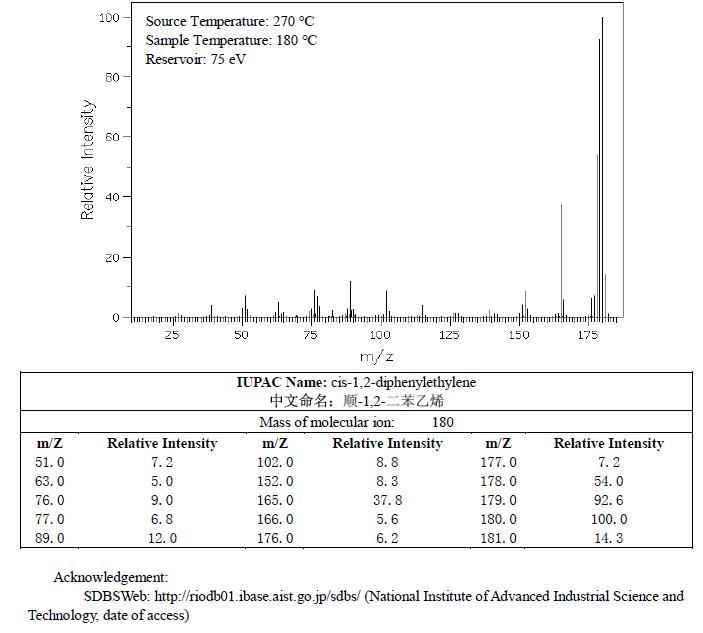 Source Temperature: 270 °C
Sample Temperature: 180 °C
Reservoir: 75 eV
100
80
60
40
20
0
Relative Intensity
25 50 75 100 125 150 175
m/z
IUPAC Name: cis-1,2-diphenylethylene
中文命名：顺-1,2-二苯乙烯
Mass of molecular ion: 180
m/Z Relative Intensity m/Z Relative Intensity m/Z Relative Intensity
51.0 7.2 102.0 8.8 177.0 7.2
63.0 5.0 152.0 8.3 178.0 54.0
76.0 9.0 165.0 37.8 179.0 92.6
77.0 6.8 166.0 5.6 180.0 100.0
89.0 12.0 176.0 6.2 181.0 14.3
Acknowledgement:
SDBSWeb: http://riodb01.ibase.aist.go.jp/sdbs/ (National Institute of Advanced Industrial Science and
Technology, date of access)